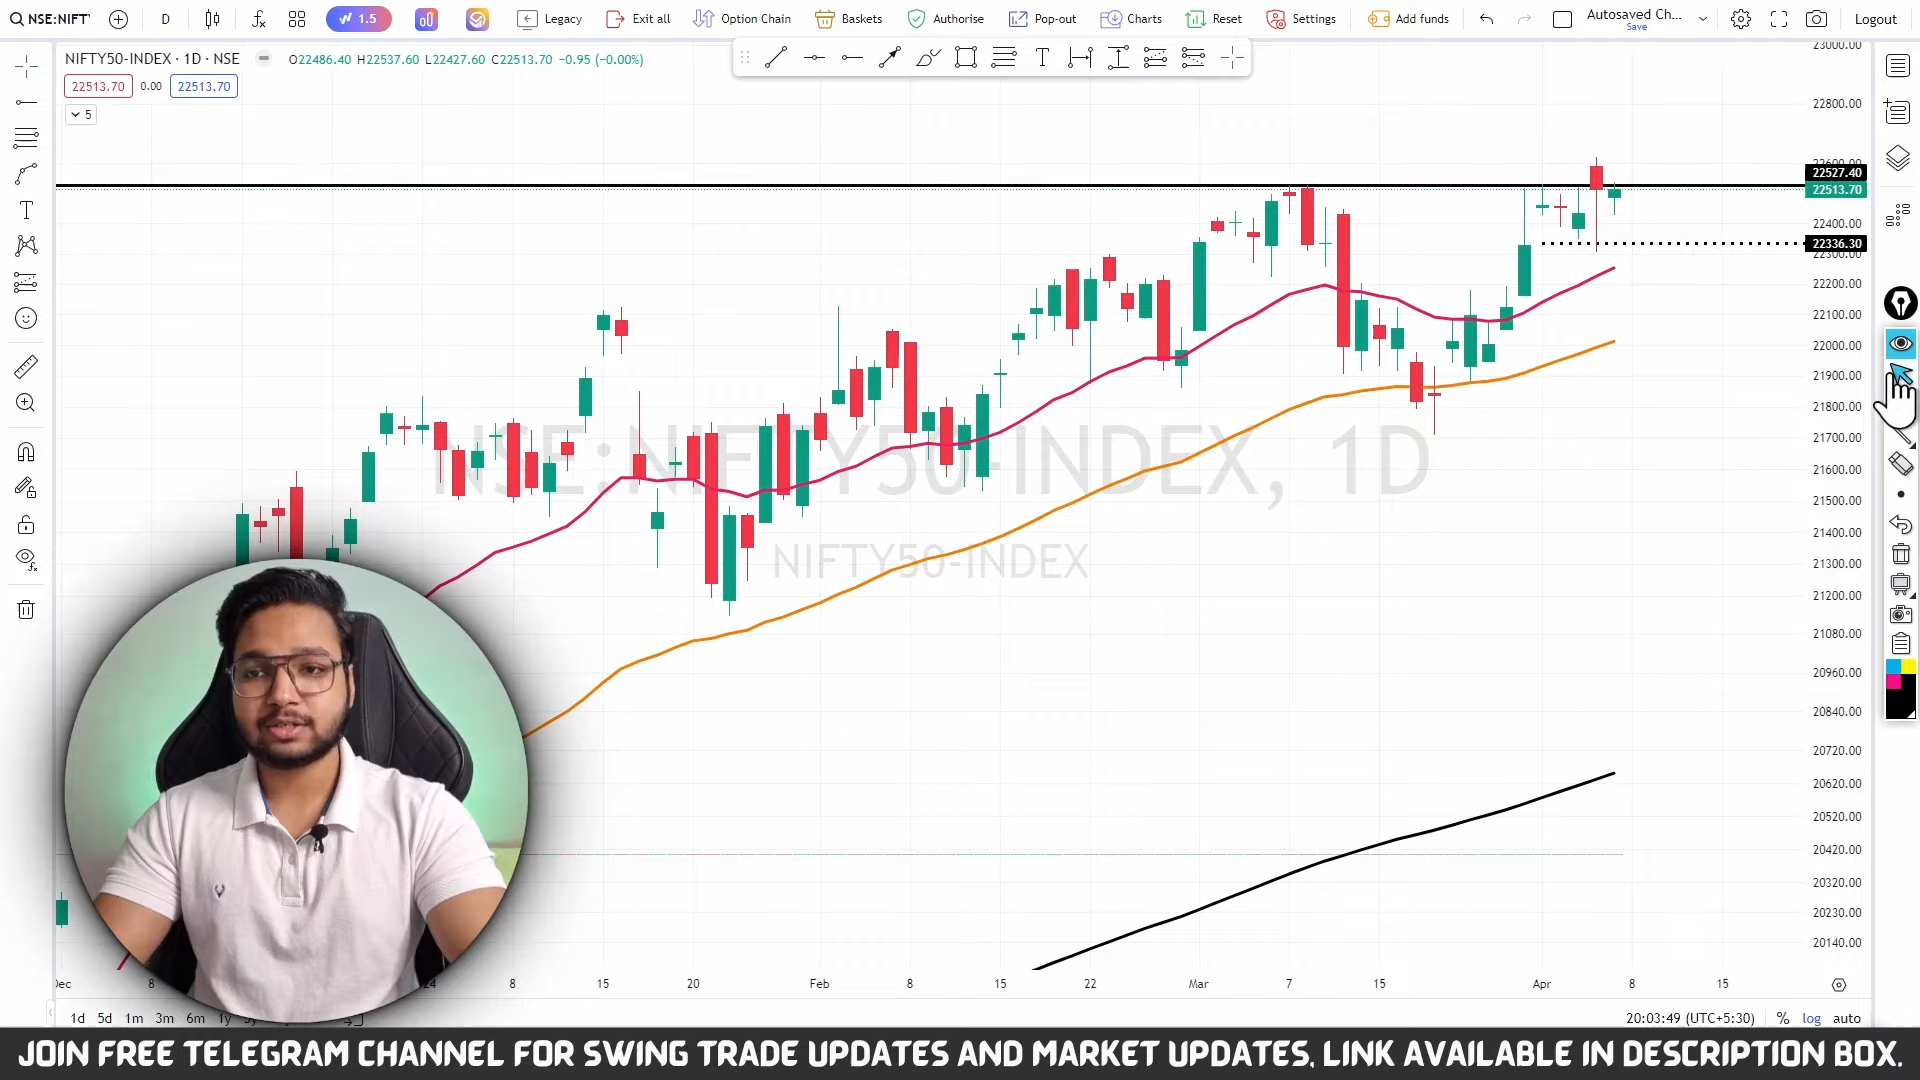 NSE:NIFTY
D
1.5
Legacy
Exit all
Option Chain
Baskets
Authorise
Pop-out
Charts
Reset
Settings
Add funds
Autosaved Ch...
Save
Logout
NIFTY50-INDEX · 1D · NSE
O22486.40 H22537.60 L22427.60 C22513.70 −0.95 (−0.00%)
22513.70 0.00 22513.70
5
T
T
23000.00
22800.00
22600.00
22527.40
22513.70
22400.00
22336.30
22300.00
22200.00
22100.00
22000.00
21900.00
21800.00
21700.00
21600.00
21500.00
21400.00
21300.00
21200.00
21080.00
20960.00
20840.00
20720.00
20620.00
20520.00
20420.00
20320.00
20230.00
20140.00
NSE:NIFTY50-INDEX, 1D
NIFTY50-INDEX
Dec 8 24 8 15 20 Feb 8 15 22 Mar 7 15 Apr 8 15
1d 5d 1m 3m 6m 1y
20:03:49 (UTC+5:30) % log auto
JOIN FREE TELEGRAM CHANNEL FOR SWING TRADE UPDATES AND MARKET UPDATES, LINK AVAILABLE IN DESCRIPTION BOX.